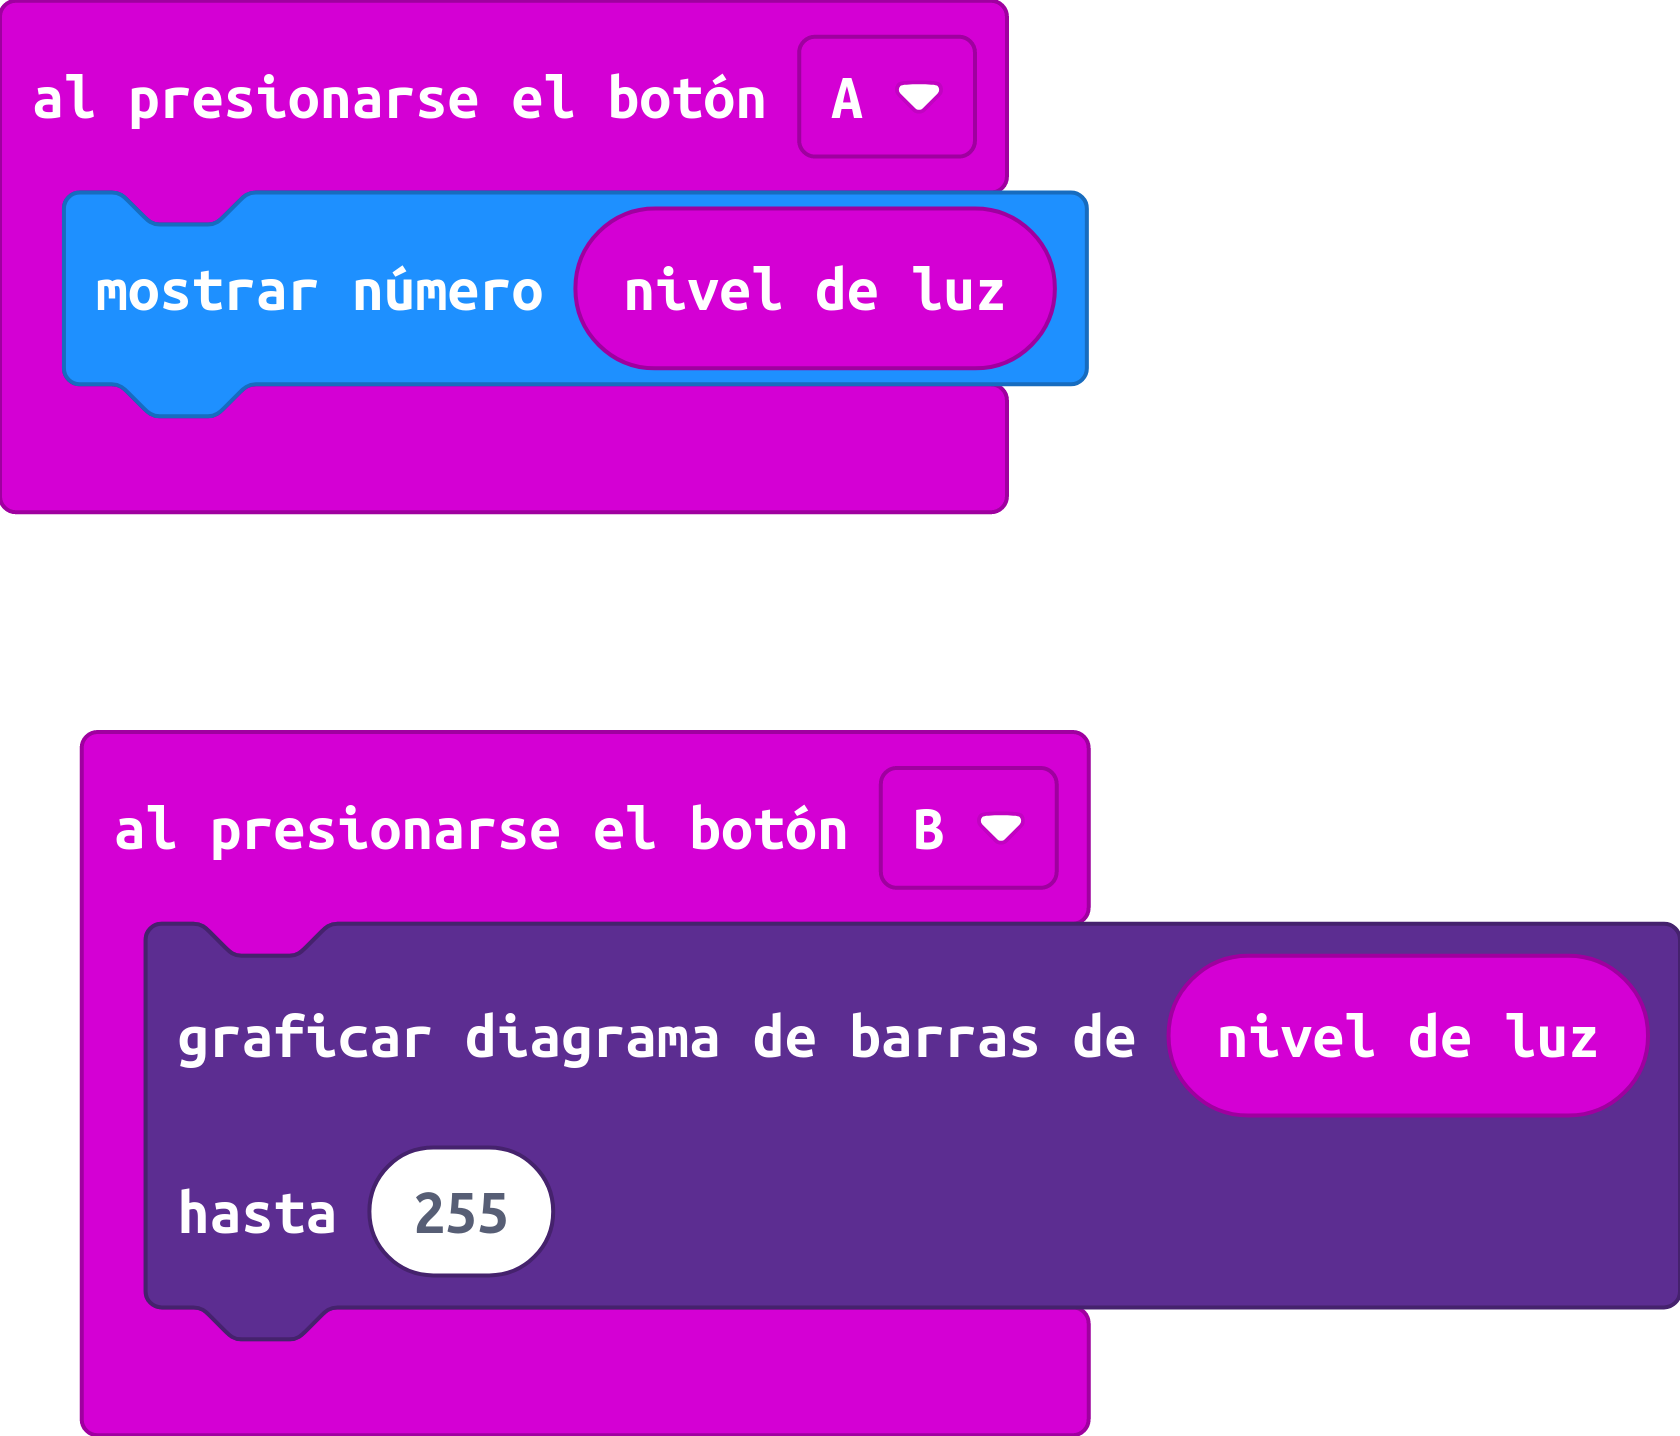 al presionarse el botón A
mostrar número nivel de luz
al presionarse el botón B
graficar diagrama de barras de nivel de luz
hasta 255